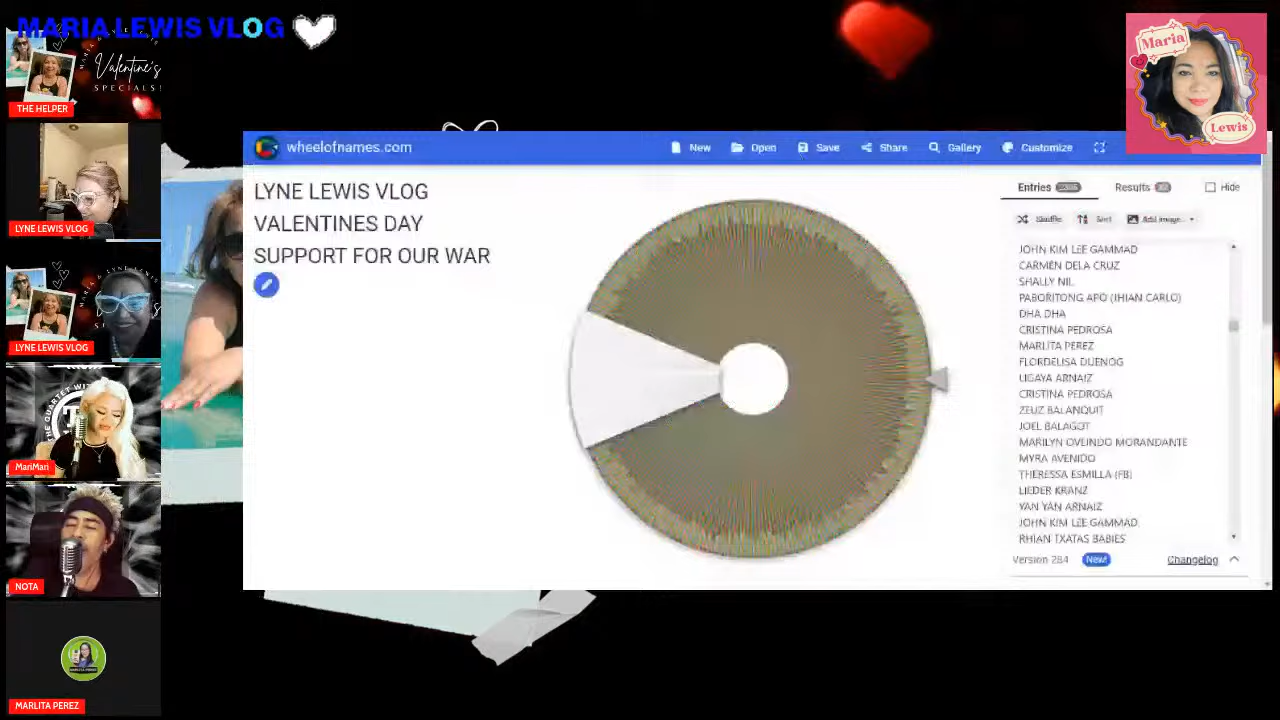 MARIA LEWIS VLOG
Valentine's
SPECIALS!
THE HELPER
LYNE LEWIS VLOG
LYNE LEWIS VLOG
MariMari
NOTA
MARLITA PEREZ
Maria
Lewis
wheelofnames.com
New Open Save Share Gallery Customize
LYNE LEWIS VLOG
VALENTINES DAY
SUPPORT FOR OUR WAR
Entries Results Hide
Shuffle Sort Add image...
JOHN KIM LEE GAMMAD
CARMEN DELA CRUZ
SHALLY NIL
PABORITONG APO (IHIAN CARLO)
DHA DHA
CRISTINA PEDROSA
MARLITA PEREZ
FLORDELISA DUENOG
LIGAYA ARNAIZ
CRISTINA PEDROSA
ZEUZ BALANQUIT
JOEL BALAGOT
MARILYN OVEINDO MORANDANTE
MYRA AVENIDO
THERESSA ESMILLA (FB)
LIEDER KRANZ
YAN YAN ARNAIZ
JOHN KIM LEE GAMMAD
RHIAN TXATAS BABIES
Version 284 New! Changelog